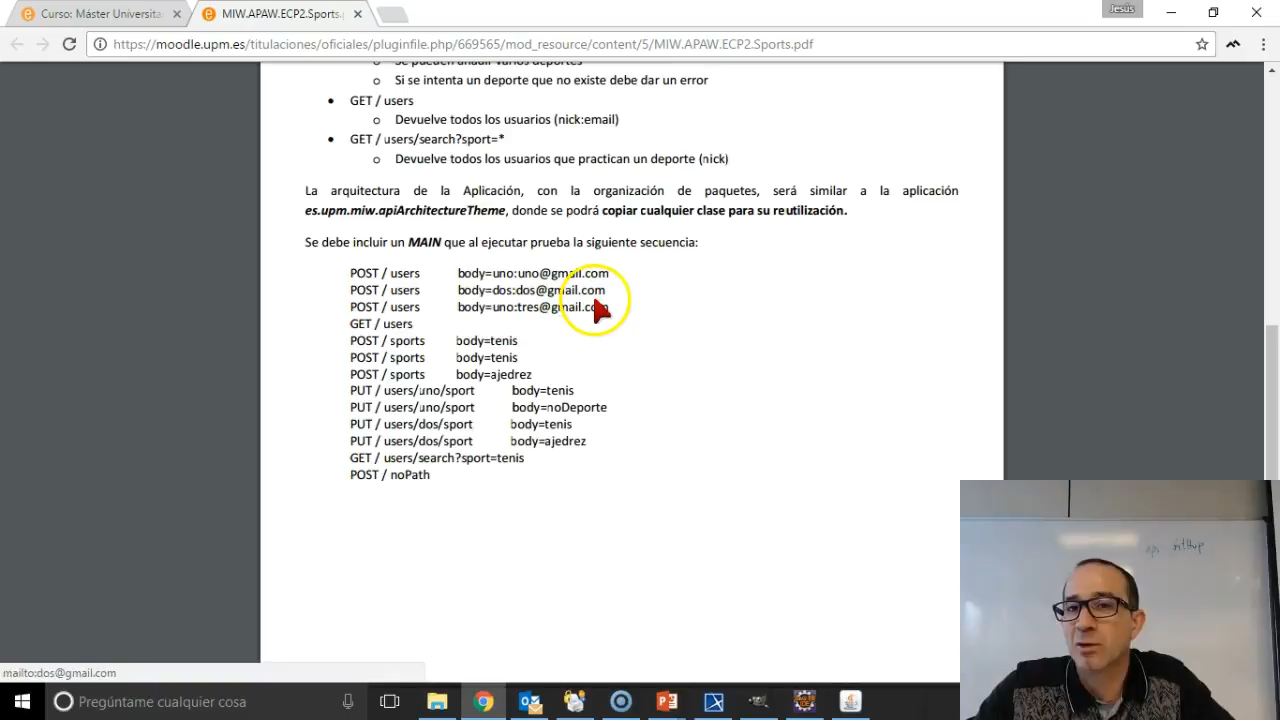 Curso: Máster Universita
MIW.APAW.ECP2.Sports.p
Jesús
https://moodle.upm.es/titulaciones/oficiales/pluginfile.php/669565/mod_resource/content/5/MIW.APAW.ECP2.Sports.pdf
Se pueden añadir varios deportes
o Si se intenta un deporte que no existe debe dar un error
• GET / users
o Devuelve todos los usuarios (nick:email)
• GET / users/search?sport=*
o Devuelve todos los usuarios que practican un deporte (nick)
La arquitectura de la Aplicación, con la organización de paquetes, será similar a la aplicación
es.upm.miw.apiArchitectureTheme, donde se podrá copiar cualquier clase para su reutilización.
Se debe incluir un MAIN que al ejecutar prueba la siguiente secuencia:
POST / users body=uno:uno@gmail.com
POST / users body=dos:dos@gmail.com
POST / users body=uno:tres@gmail.com
GET / users
POST / sports body=tenis
POST / sports body=tenis
POST / sports body=ajedrez
PUT / users/uno/sport body=tenis
PUT / users/uno/sport body=noDeporte
PUT / users/dos/sport body=tenis
PUT / users/dos/sport body=ajedrez
GET / users/search?sport=tenis
POST / noPath
mailto:dos@gmail.com
Pregúntame cualquier cosa